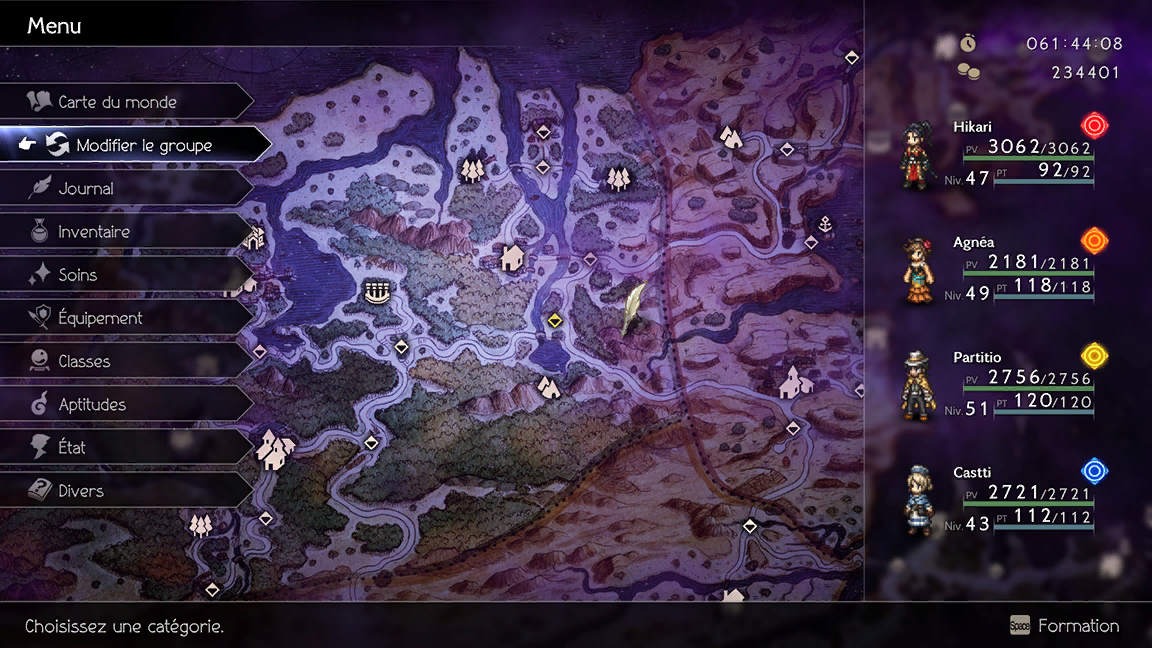 Menu
061:44:08
234401
Carte du monde
Modifier le groupe
Journal
Inventaire
Soins
Équipement
Classes
Aptitudes
État
Divers
Hikari
PV 3062/3062
Niv. 47 PT 92/92
Agnéa
PV 2181/2181
Niv. 49 PT 118/118
Partitio
PV 2756/2756
Niv. 51 PT 120/120
Castti
PV 2721/2721
Niv. 43 PT 112/112
Choisissez une catégorie.
Space Formation